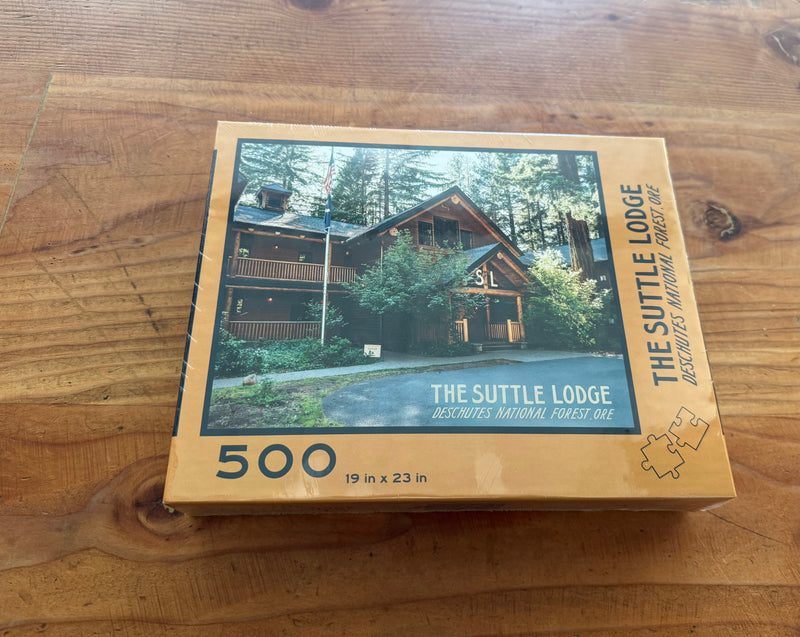 S L
THE SUTTLE LODGE
DESCHUTES NATIONAL FOREST, ORE
500
19 in x 23 in
THE SUTTLE LODGE
DESCHUTES NATIONAL FOREST, ORE